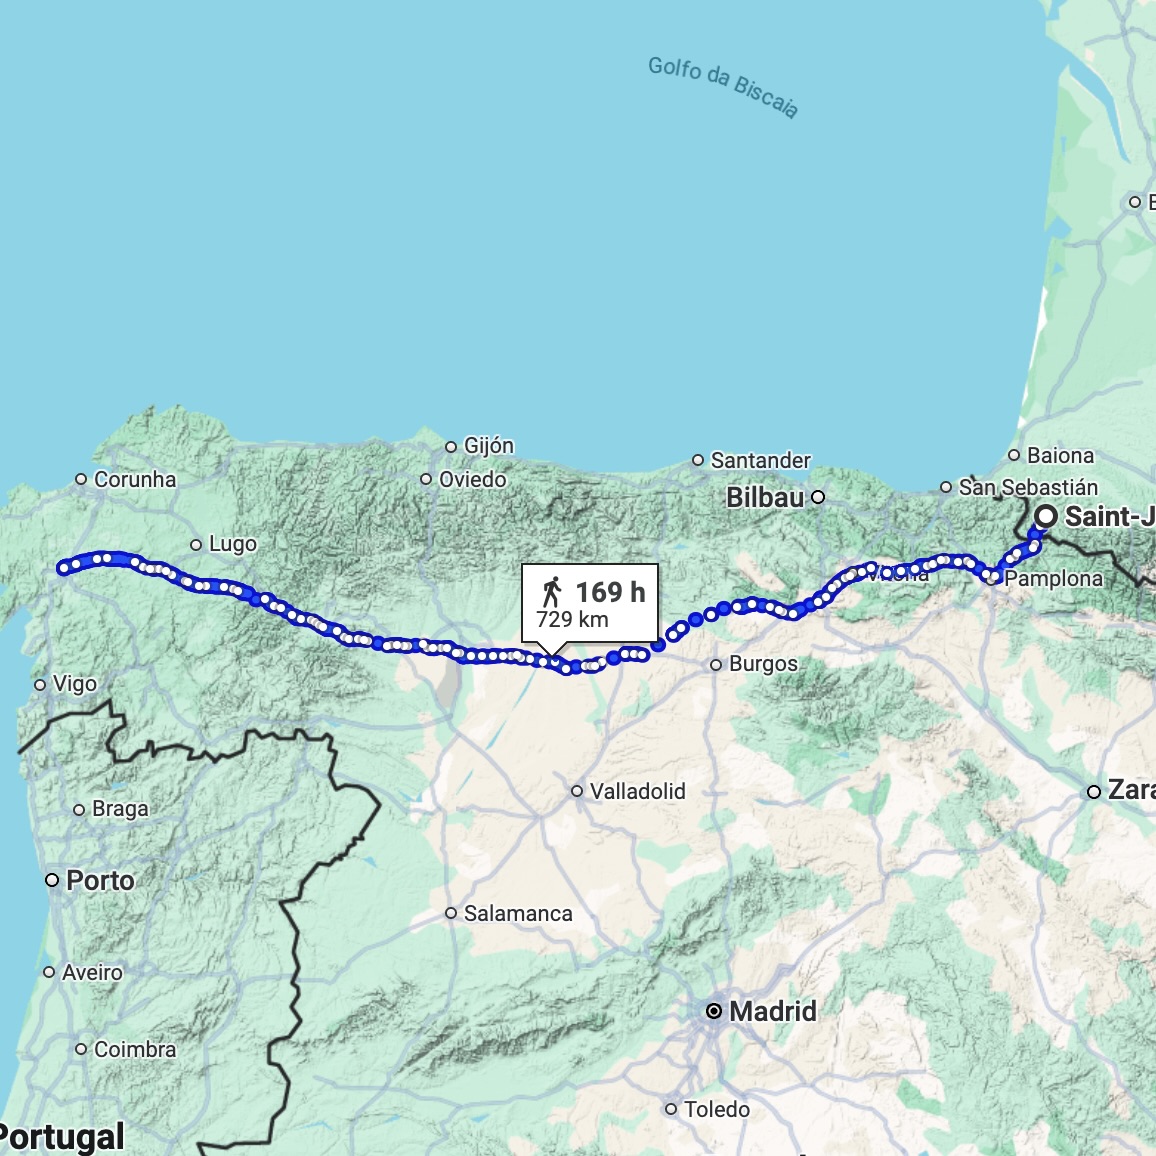 Golfo da Biscaia
Gijón
Corunha
Oviedo
Santander
Baiona
Bilbau
San Sebastián
Saint-J
Lugo
Vitoria
Pamplona
169 h
729 km
Burgos
Vigo
Valladolid
Zara
Braga
Porto
Salamanca
Aveiro
Madrid
Coimbra
Toledo
Portugal